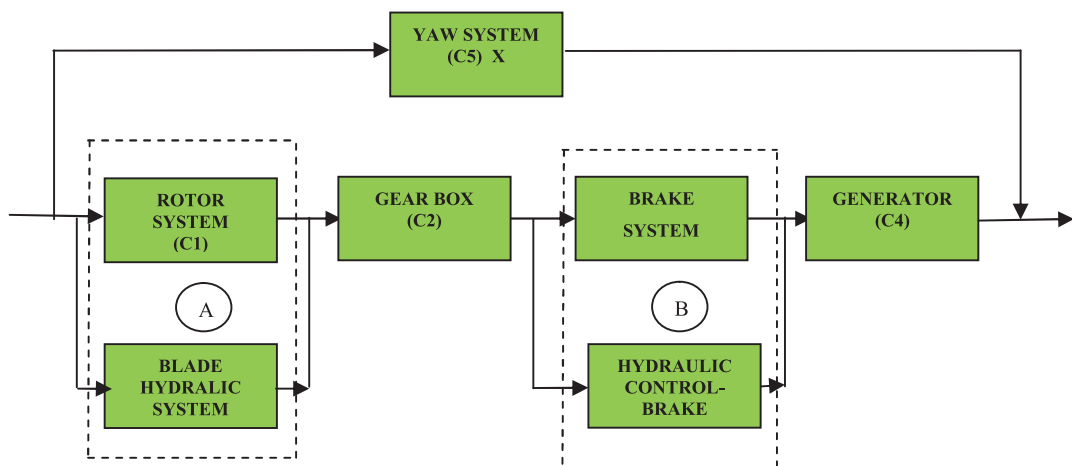 YAW SYSTEM
(C5) X
ROTOR
SYSTEM
(C1)
GEAR BOX
(C2)
BRAKE
SYSTEM
GENERATOR
(C4)
A
B
BLADE
HYDRALIC
SYSTEM
HYDRAULIC
CONTROL-
BRAKE